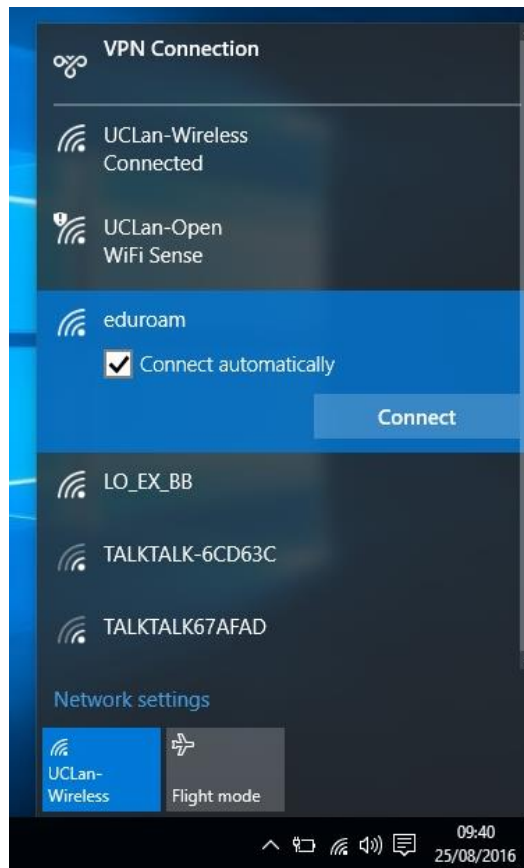 VPN Connection
UCLan-Wireless
Connected
UCLan-Open
WiFi Sense
eduroam
Connect automatically
Connect
LO_EX_BB
TALKTALK-6CD63C
TALKTALK67AFAD
Network settings
UCLan-
Wireless
Flight mode
09:40
25/08/2016